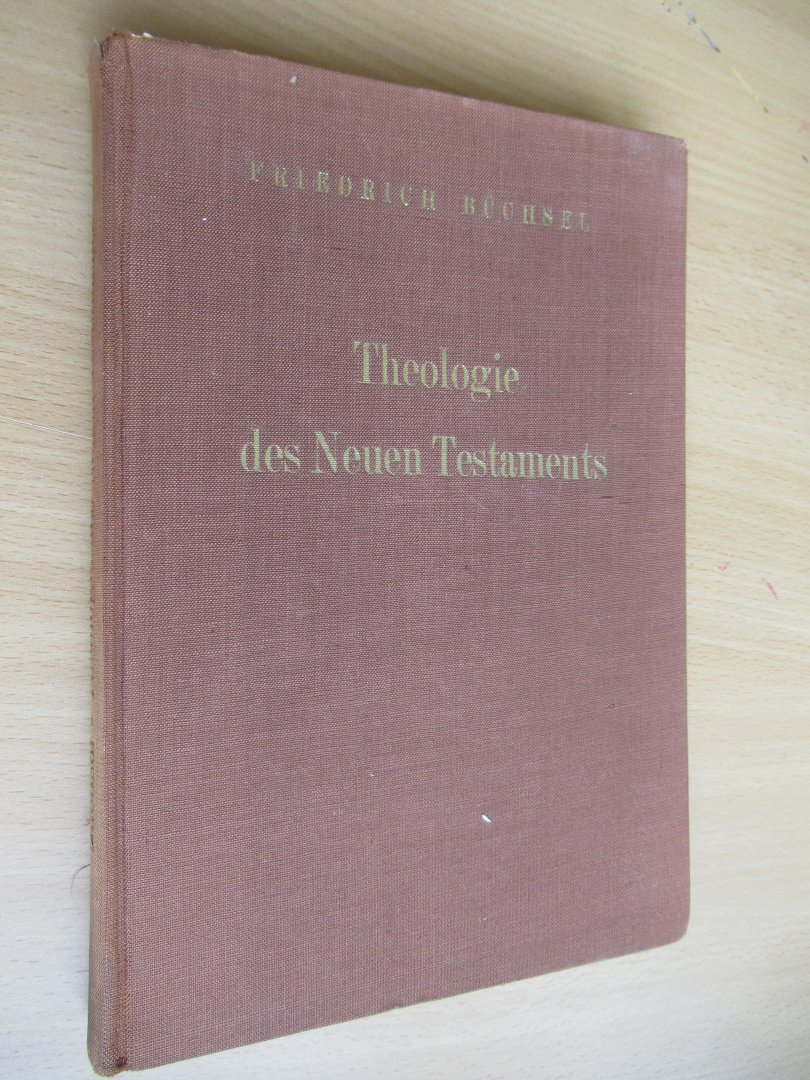 FRIEDRICH BÜCHSEL
Theologie
des Neuen Testaments